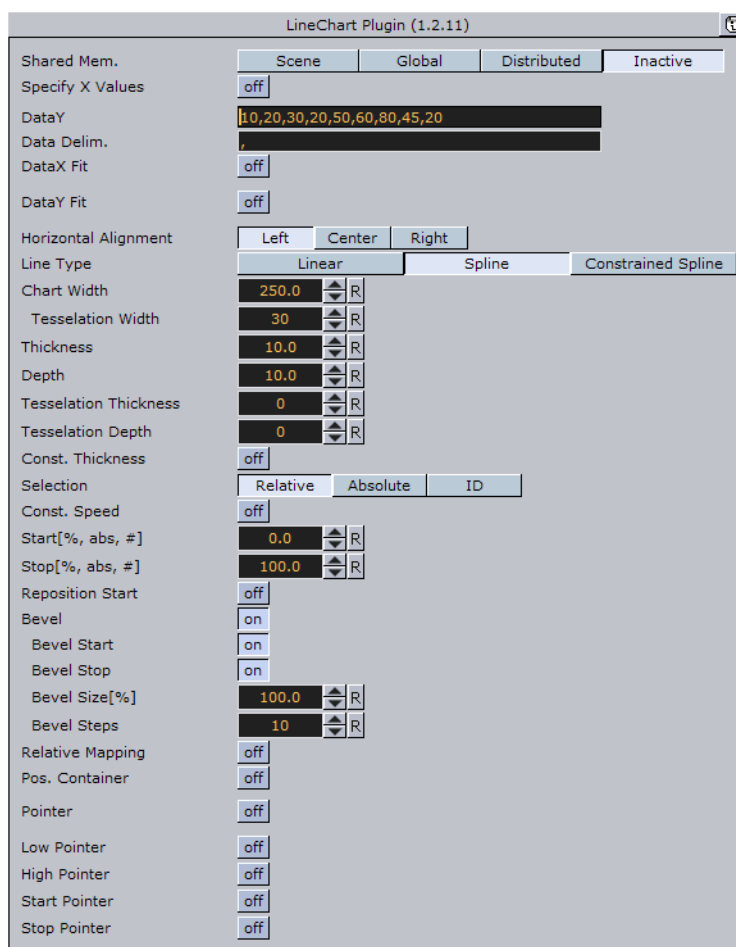 LineChart Plugin (1.2.11)
Shared Mem. Scene Global Distributed Inactive
Specify X Values off
DataY 10,20,30,20,50,60,80,45,20
Data Delim. ,
DataX Fit off
DataY Fit off
Horizontal Alignment Left Center Right
Line Type Linear Spline Constrained Spline
Chart Width 250.0 R
Tesselation Width 30 R
Thickness 10.0 R
Depth 10.0 R
Tesselation Thickness 0 R
Tesselation Depth 0 R
Const. Thickness off
Selection Relative Absolute ID
Const. Speed off
Start[%, abs, #] 0.0 R
Stop[%, abs, #] 100.0 R
Reposition Start off
Bevel on
Bevel Start on
Bevel Stop on
Bevel Size[%] 100.0 R
Bevel Steps 10 R
Relative Mapping off
Pos. Container off
Pointer off
Low Pointer off
High Pointer off
Start Pointer off
Stop Pointer off